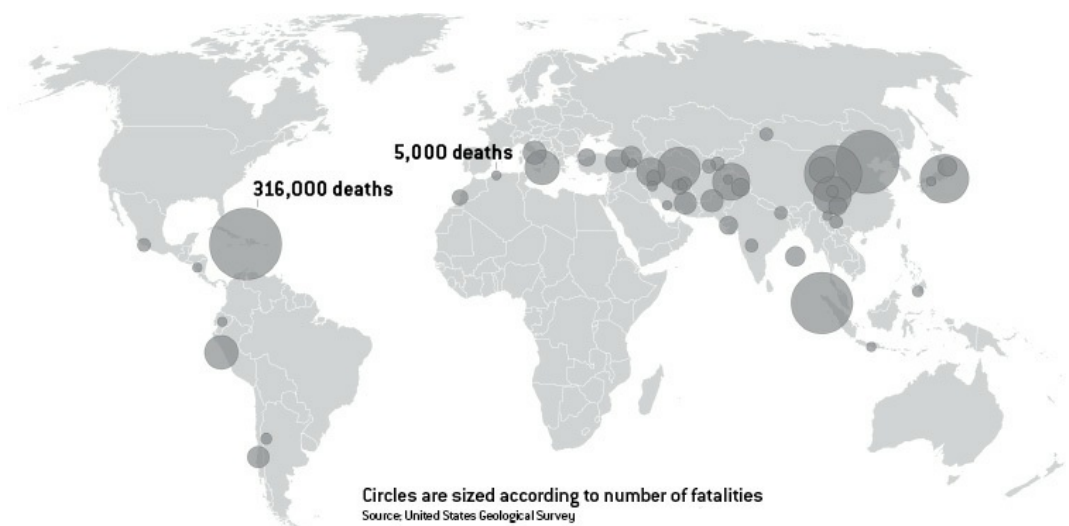 5,000 deaths
316,000 deaths
Circles are sized according to number of fatalities
Source: United States Geological Survey